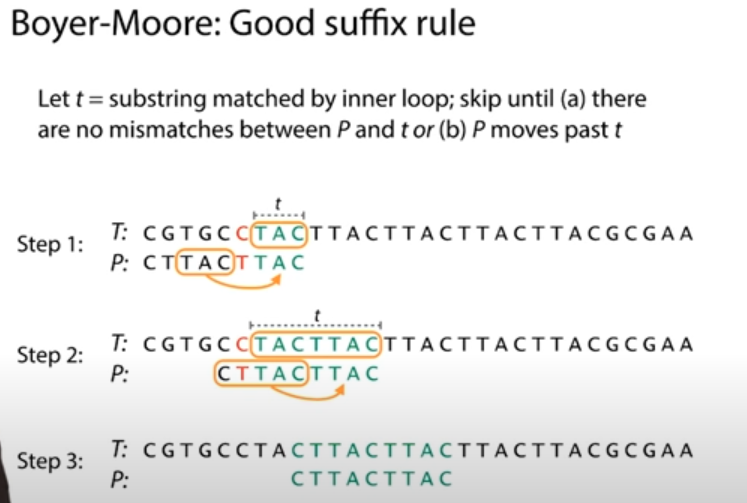 Boyer-Moore: Good suffix rule
Let t = substring matched by inner loop; skip until (a) there
are no mismatches between P and t or (b) P moves past t
t
Step 1:
T: CGTGCCTACTTACTTACTTACTTACGCGAA
P: CTTACTTAC
t
Step 2:
T: CGTGCCTACTTACTTACTTACTTACGCGAA
P: CTTACTTAC
Step 3:
T: CGTGCCTACTTACTTACTTACTTACGCGAA
P: CTTACTTAC